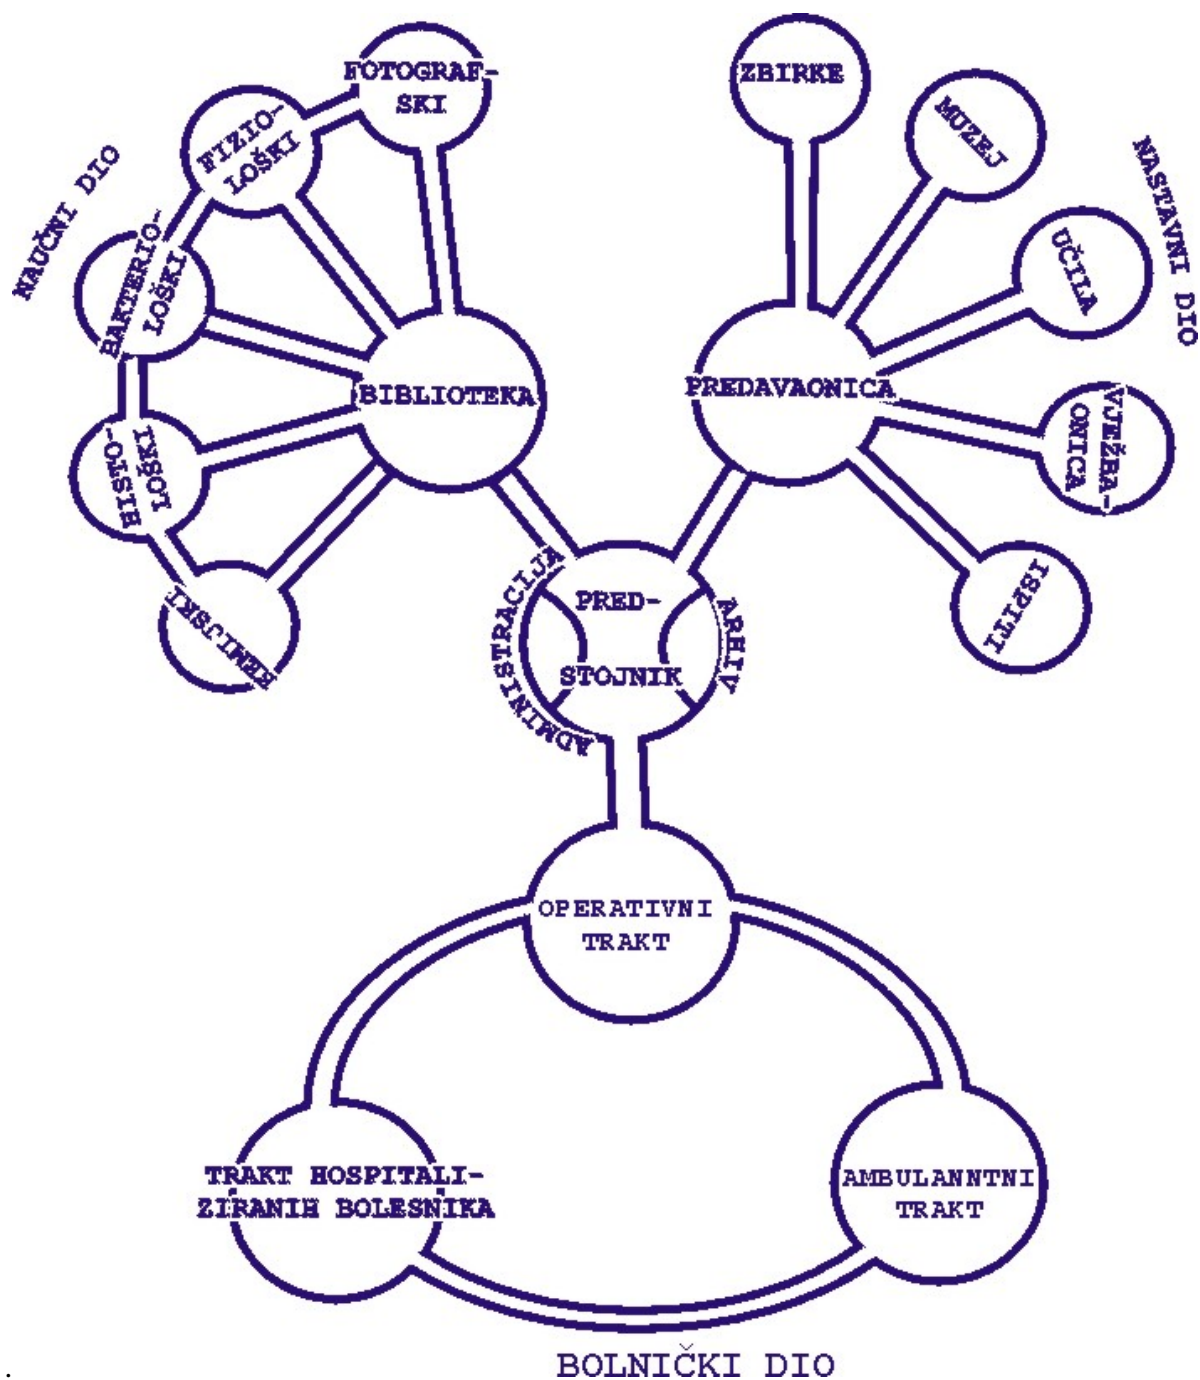 FOTOGRAF-
SKI
ZBIRKE
FIZIO-
LOŠKI
MUZEJ
NAUČNI DIO
NASTAVNI DIO
BAKTERIO-
LOŠKI
UČILA
BIBLIOTEKA
PREDAVAONICA
VJEŽBA-
ONICA
HISTO-
LOŠKI
KEMIJSKI
ISPITI
ADMINISTRACIJA
PRED-
STOJNIK
ARHIV
OPERATIVNI
TRAKT
TRAKT HOSPITALI-
ZIRANIH BOLESNIKA
AMBULANNTNI
TRAKT
BOLNIČKI DIO
.